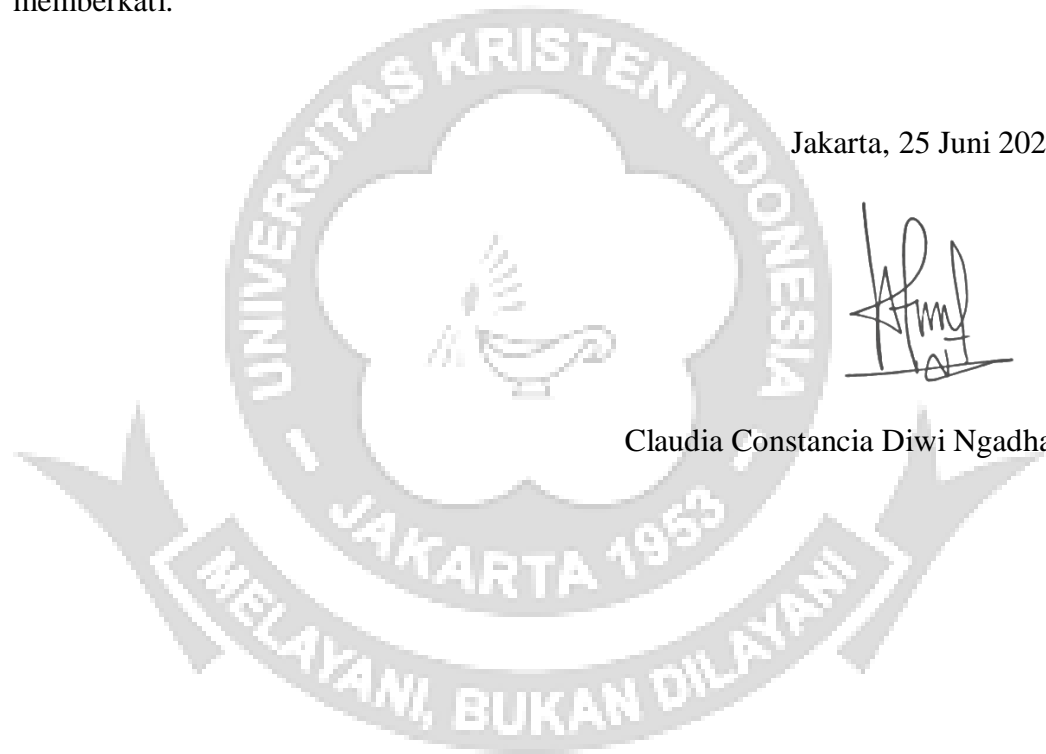 memberkati.
UNIVERSITAS KRISTEN INDONESIA
Jakarta, 25 Juni 202
Claudia Constancia Diwi Ngadha
- JAKARTA 1953 -
MELAYANI, BUKAN DILAYANI